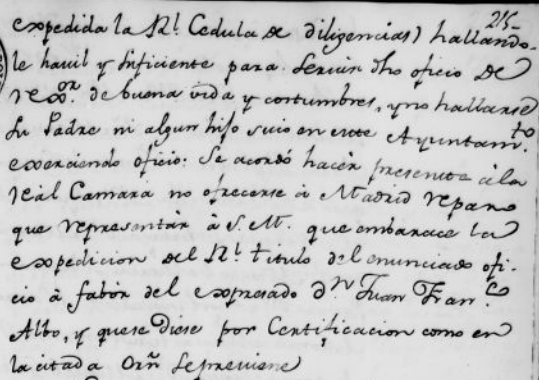 215
expedida la Rl. Cedula de diligencias) hallando-
le havil y suficiente para servir dho oficio de
rexor. de buena vida y costumbres, y no hallarse
su Padre ni algun hijo suio en este Ayuntamto.
exerciendo oficio: Se acordó hacer presente á la
real Camara no ofrecerse á Madrid reparo
que representar à S. M. que embarace la
expedicion del Rl. titulo del enunciado ofi-
cio à fabor del expresado Dn. Juan Franco.
Albo, y que se diese por Certificacion como en
la citada orñ se previene